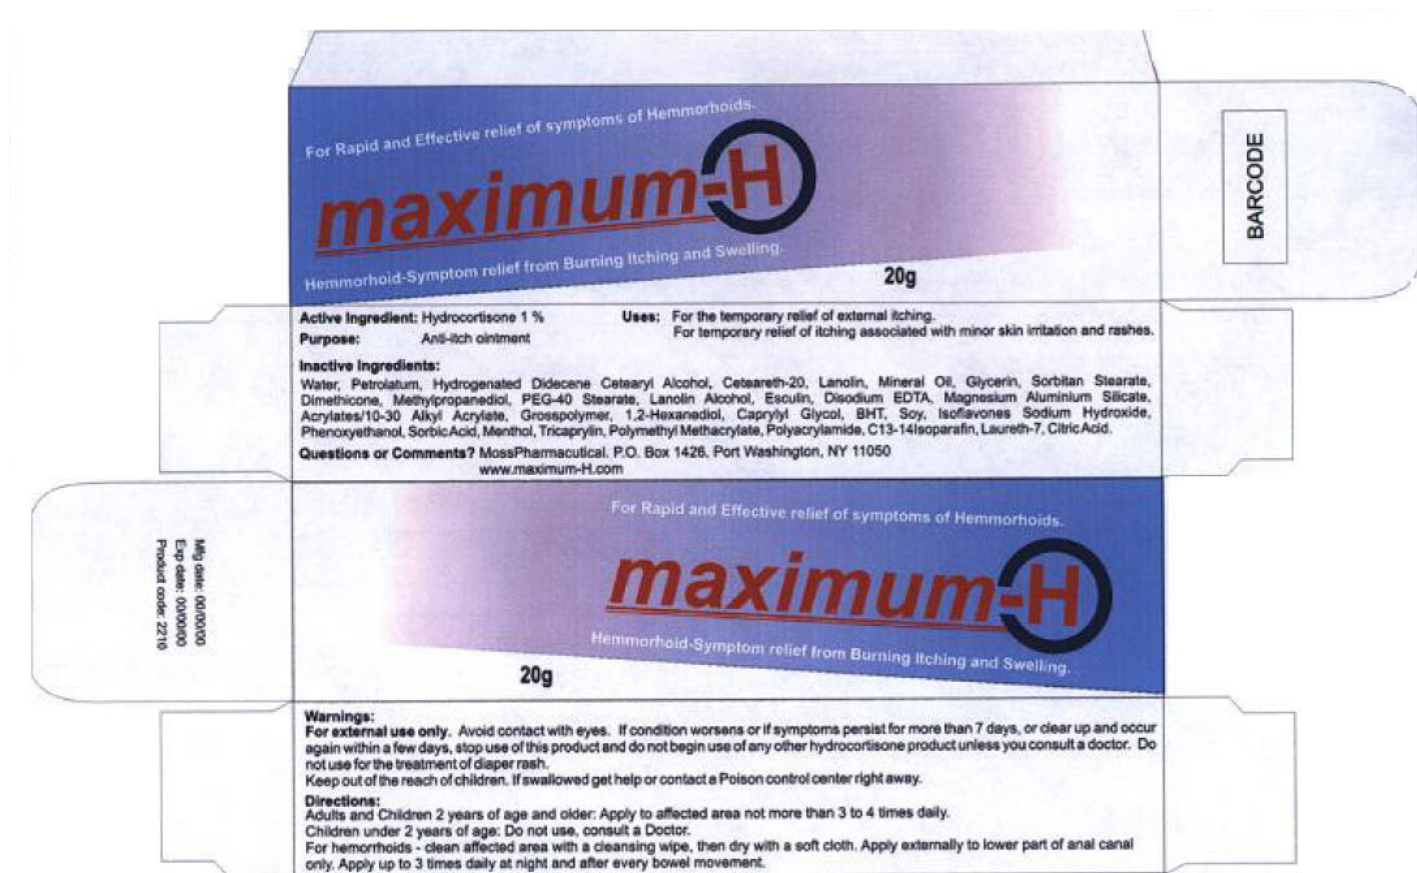 For Rapid and Effective relief of symptoms of Hemmorhoids.
maximum-H
Hemmorhoid-Symptom relief from Burning Itching and Swelling.
20g
BARCODE
Active Ingredient: Hydrocortisone 1 %
Purpose: Anti-itch ointment
Uses: For the temporary relief of external itching.
For temporary relief of itching associated with minor skin irritation and rashes.
Inactive Ingredients:
Water, Petrolatum, Hydrogenated Didecene Cetearyl Alcohol, Ceteareth-20, Lanolin, Mineral Oil, Glycerin, Sorbitan Stearate,
Dimethicone, Methylpropanediol, PEG-40 Stearate, Lanolin Alcohol, Esculin, Disodium EDTA, Magnesium Aluminium Silicate,
Acrylates/10-30 Alkyl Acrylate, Grosspolymer, 1,2-Hexanediol, Caprylyl Glycol, BHT, Soy, Isoflavones Sodium Hydroxide,
Phenoxyethanol, Sorbic Acid, Menthol, Tricaprylin, Polymethyl Methacrylate, Polyacrylamide, C13-14Isoparafin, Laureth-7, Citric Acid.
Questions or Comments? MossPharmacutical. P.O. Box 1426, Port Washington, NY 11050
www.maximum-H.com
For Rapid and Effective relief of symptoms of Hemmorhoids.
maximum-H
Hemmorhoid-Symptom relief from Burning Itching and Swelling.
20g
Mfg date: 00/00/00
Exp date: 00/00/00
Product code: 2210
Warnings:
For external use only. Avoid contact with eyes. If condition worsens or if symptoms persist for more than 7 days, or clear up and occur
again within a few days, stop use of this product and do not begin use of any other hydrocortisone product unless you consult a doctor. Do
not use for the treatment of diaper rash.
Keep out of the reach of children. If swallowed get help or contact a Poison control center right away.
Directions:
Adults and Children 2 years of age and older: Apply to affected area not more than 3 to 4 times daily.
Children under 2 years of age: Do not use, consult a Doctor.
For hemorrhoids - clean affected area with a cleansing wipe, then dry with a soft cloth. Apply externally to lower part of anal canal
only. Apply up to 3 times daily at night and after every bowel movement.